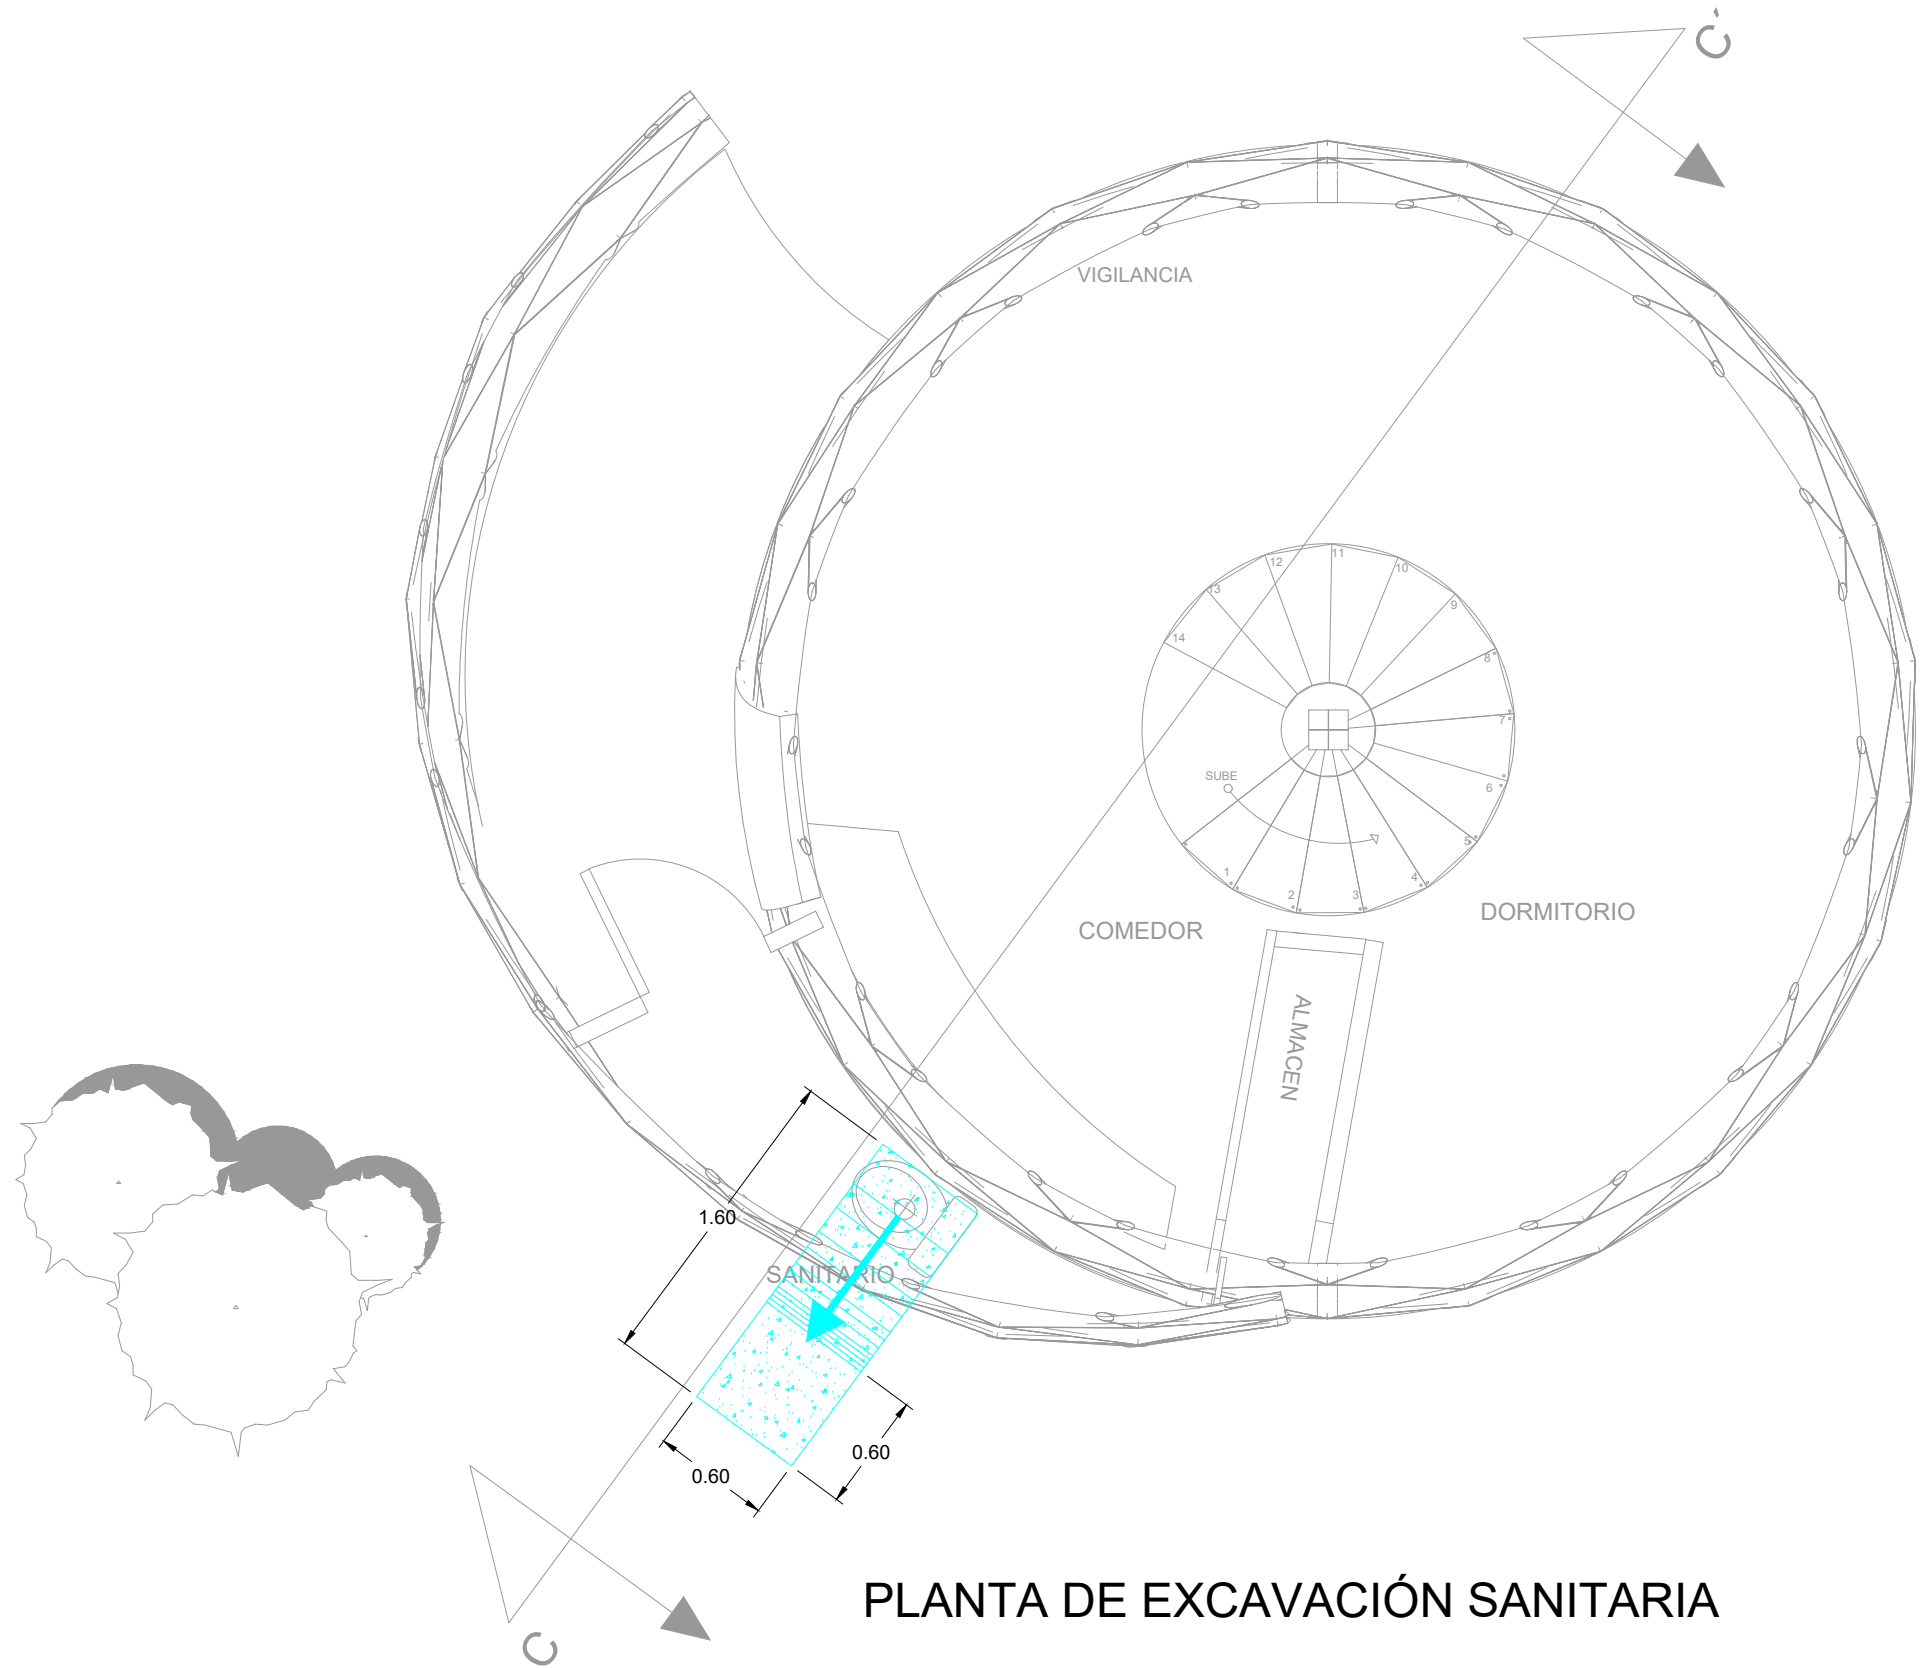 C´
VIGILANCIA
11
12
10
13
9
14
8
7
SUBE
6
5
1
4
2
3
DORMITORIO
COMEDOR
ALMACEN
1.60
SANITARIO
0.60
0.60
PLANTA DE EXCAVACIÓN SANITARIA
C